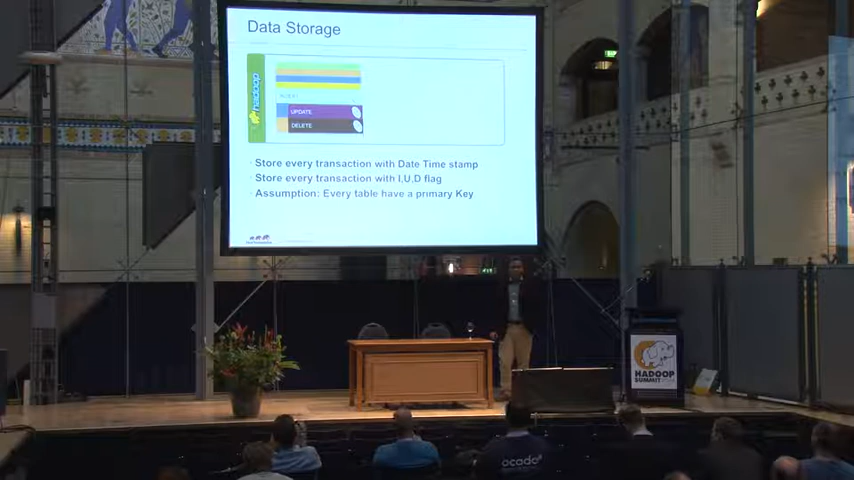 Data Storage
hadoop
UPDATE
DELETE
Store every transaction with Date Time stamp
Store every transaction with I,U,D flag
Assumption: Every table have a primary Key
HADOOP
SUMMIT
ocado